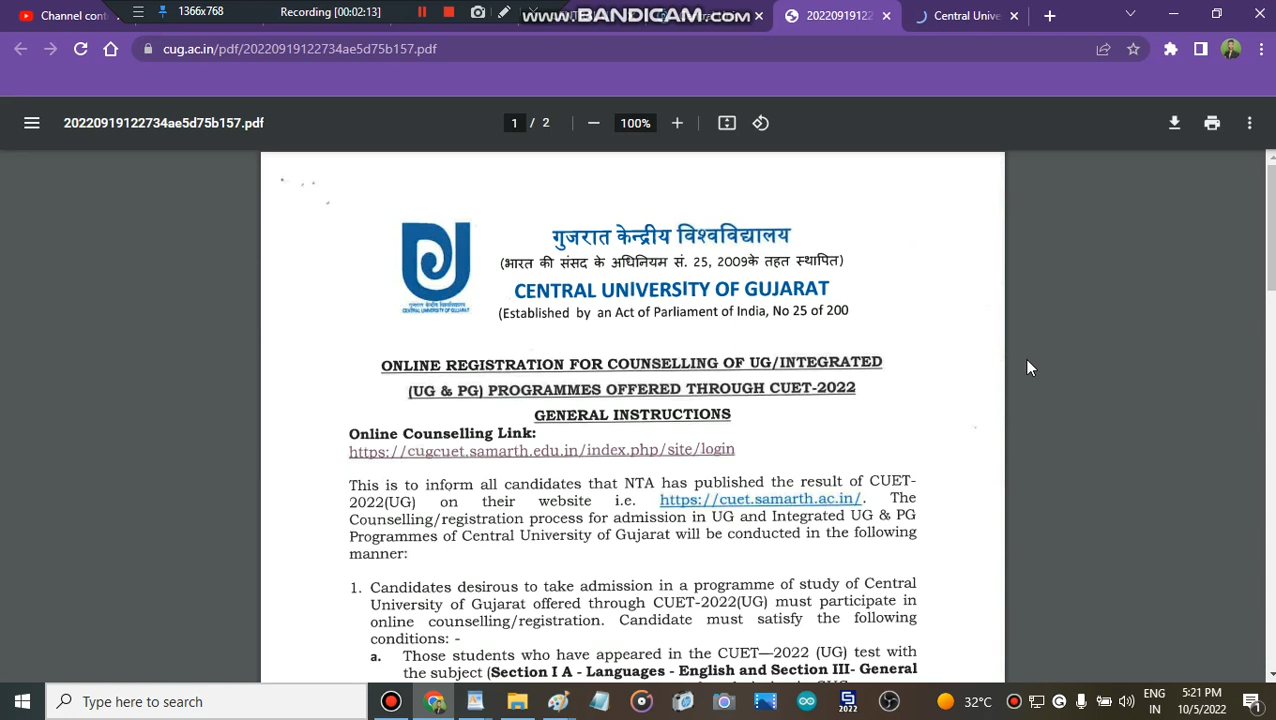 Channel conte
1366x768
Recording [00:02:13]
www.BANDICAM.com
20220919122
Central Unive
cug.ac.in/pdf/20220919122734ae5d75b157.pdf
20220919122734ae5d75b157.pdf
1 / 2
100%
गुजरात केन्द्रीय विश्वविद्यालय
(भारत की संसद के अधिनियम सं. 25, 2009के तहत स्थापित)
CENTRAL UNIVERSITY OF GUJARAT
(Established by an Act of Parliament of India, No 25 of 200
ONLINE REGISTRATION FOR COUNSELLING OF UG/INTEGRATED
(UG & PG) PROGRAMMES OFFERED THROUGH CUET-2022
GENERAL INSTRUCTIONS
Online Counselling Link:
https://cugcuet.samarth.edu.in/index.php/site/login
This is to inform all candidates that NTA has published the result of CUET-
2022(UG) on their website i.e. https://cuet.samarth.ac.in/. The
Counselling/registration process for admission in UG and Integrated UG & PG
Programmes of Central University of Gujarat will be conducted in the following
manner:
1. Candidates desirous to take admission in a programme of study of Central
University of Gujarat offered through CUET-2022(UG) must participate in
online counselling/registration. Candidate must satisfy the following
conditions: -
a. Those students who have appeared in the CUET—2022 (UG) test with
the subject (Section I A - Languages - English and Section III- General
Type here to search
2022
32°C
ENG
IN
5:21 PM
10/5/2022
1